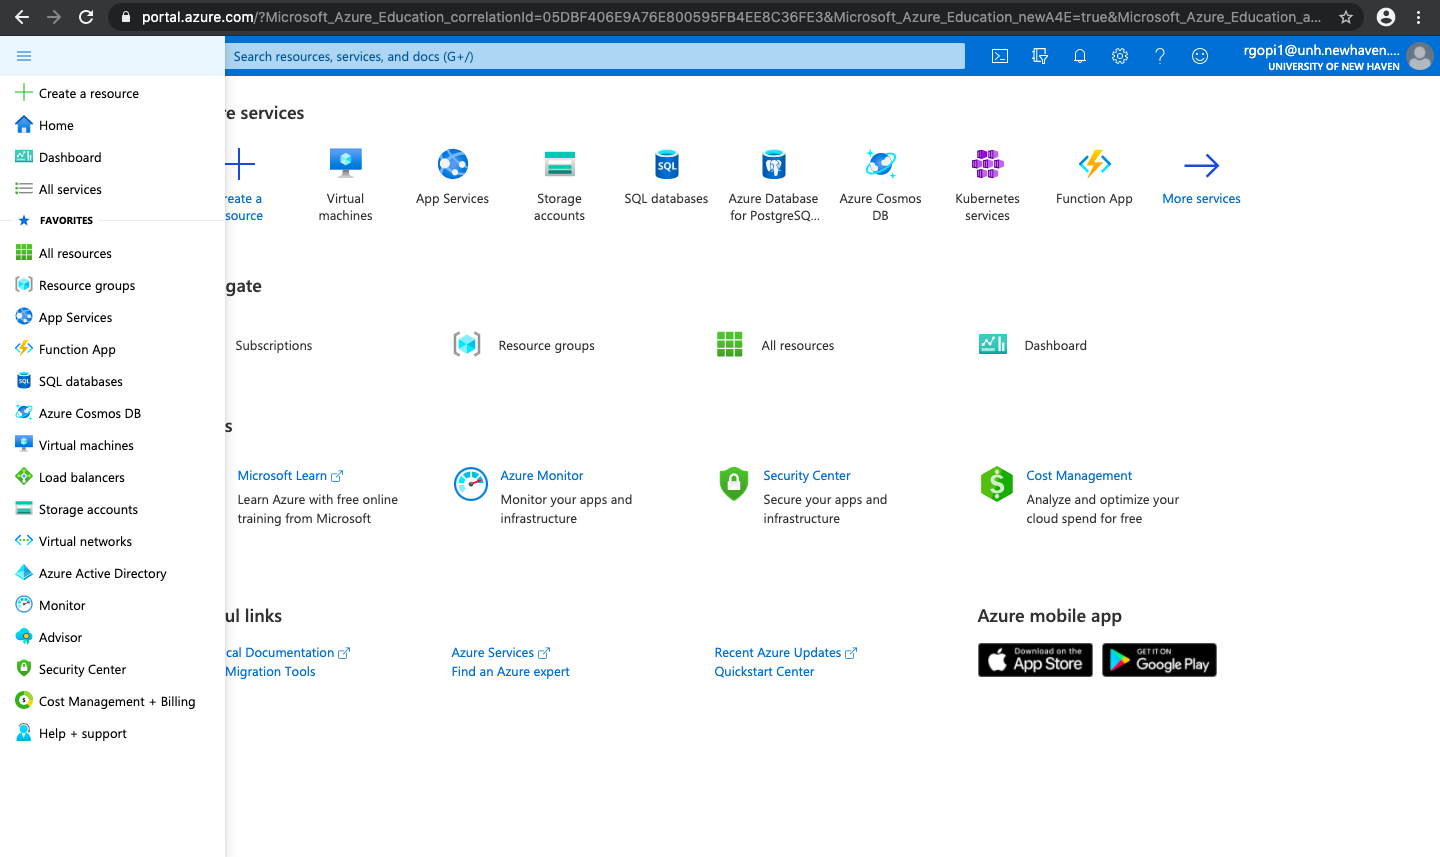 portal.azure.com/?Microsoft_Azure_Education_correlationId=05DBF406E9A76E800595FB4EE8C36FE3&Microsoft_Azure_Education_newA4E=true&Microsoft_Azure_Education_a...
Search resources, services, and docs (G+/)
rgopi1@unh.newhaven....
UNIVERSITY OF NEW HAVEN
Create a resource
Home
Dashboard
All services
FAVORITES
All resources
Resource groups
App Services
Function App
SQL databases
Azure Cosmos DB
Virtual machines
Load balancers
Storage accounts
Virtual networks
Azure Active Directory
Monitor
Advisor
Security Center
Cost Management + Billing
Help + support
re services
reate a
source
Virtual
machines
App Services
Storage
accounts
SQL databases
Azure Database
for PostgreSQ...
Azure Cosmos
DB
Kubernetes
services
Function App
More services
gate
Subscriptions
Resource groups
All resources
Dashboard
s
Microsoft Learn
Learn Azure with free online
training from Microsoft
Azure Monitor
Monitor your apps and
infrastructure
Security Center
Secure your apps and
infrastructure
Cost Management
Analyze and optimize your
cloud spend for free
ul links
cal Documentation
Migration Tools
Azure Services
Find an Azure expert
Recent Azure Updates
Quickstart Center
Azure mobile app
Download on the
App Store
GET IT ON
Google Play
SQL
SQL